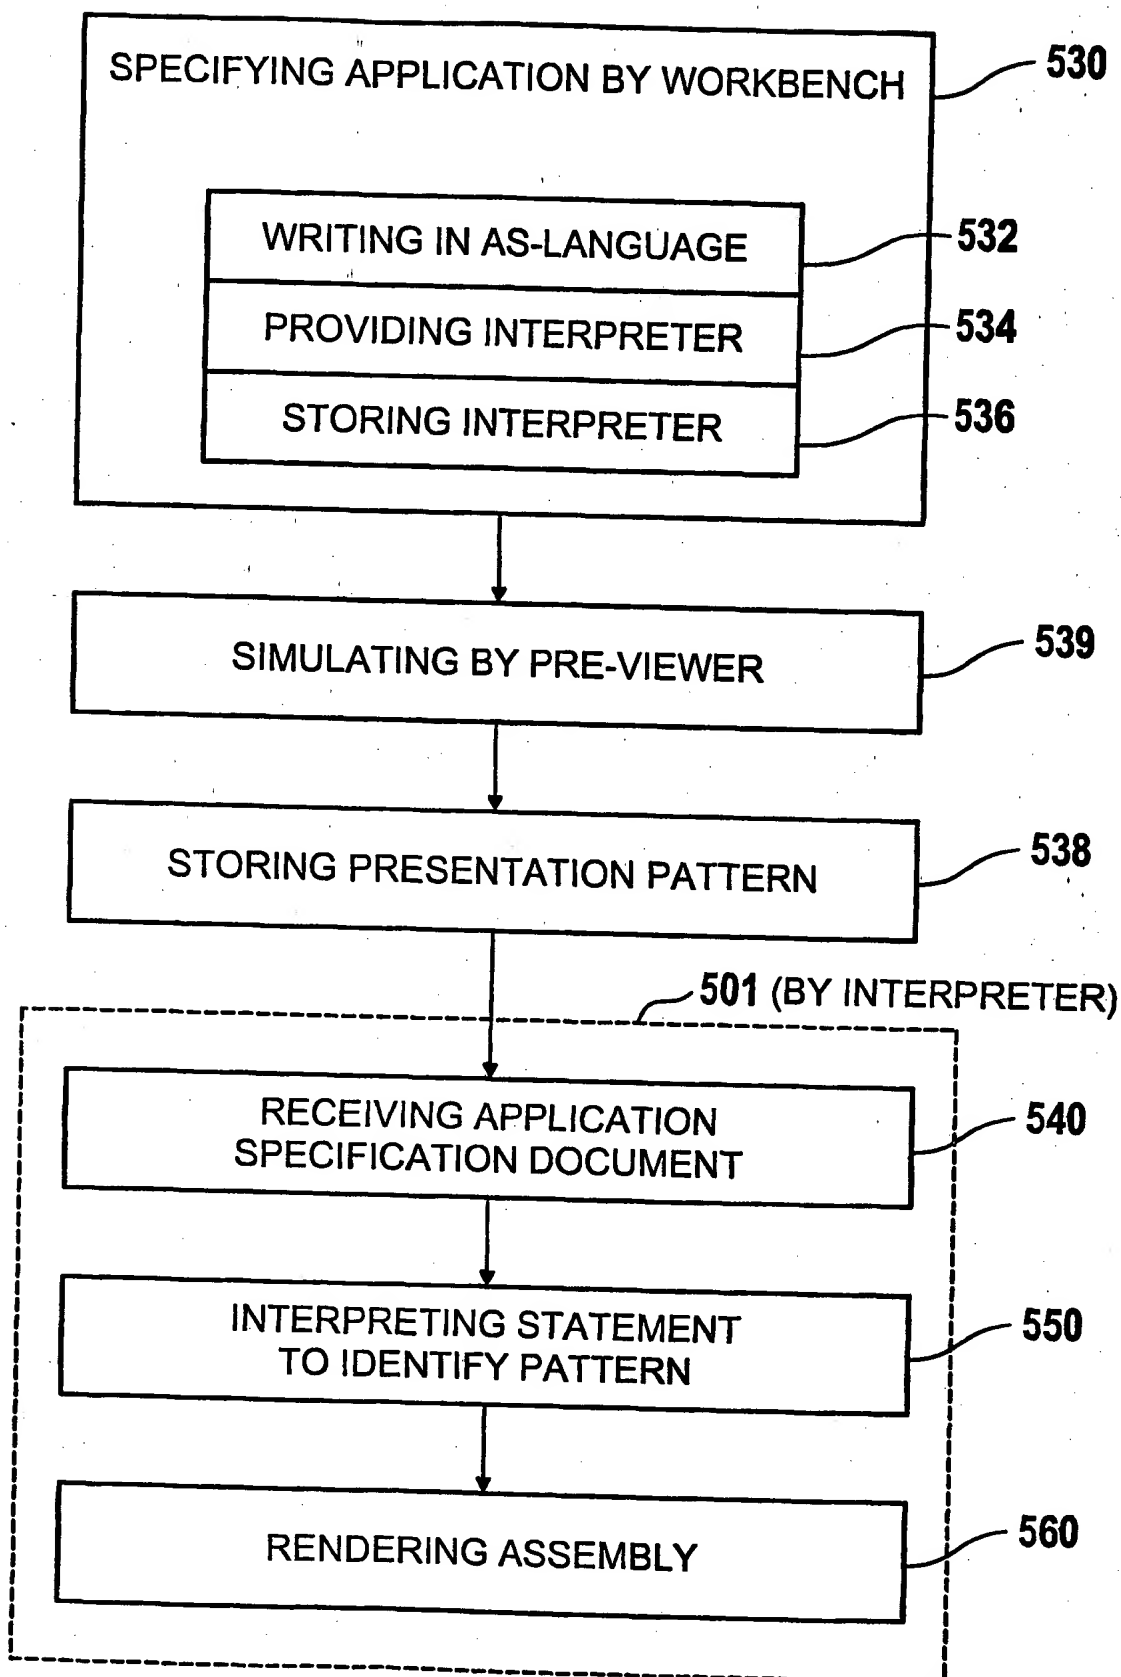 SPECIFYING APPLICATION BY WORKBENCH
530
WRITING IN AS-LANGUAGE
532
PROVIDING INTERPRETER
534
STORING INTERPRETER
536
SIMULATING BY PRE-VIEWER
539
STORING PRESENTATION PATTERN
538
501 (BY INTERPRETER)
RECEIVING APPLICATION
SPECIFICATION DOCUMENT
540
INTERPRETING STATEMENT
TO IDENTIFY PATTERN
550
RENDERING ASSEMBLY
560